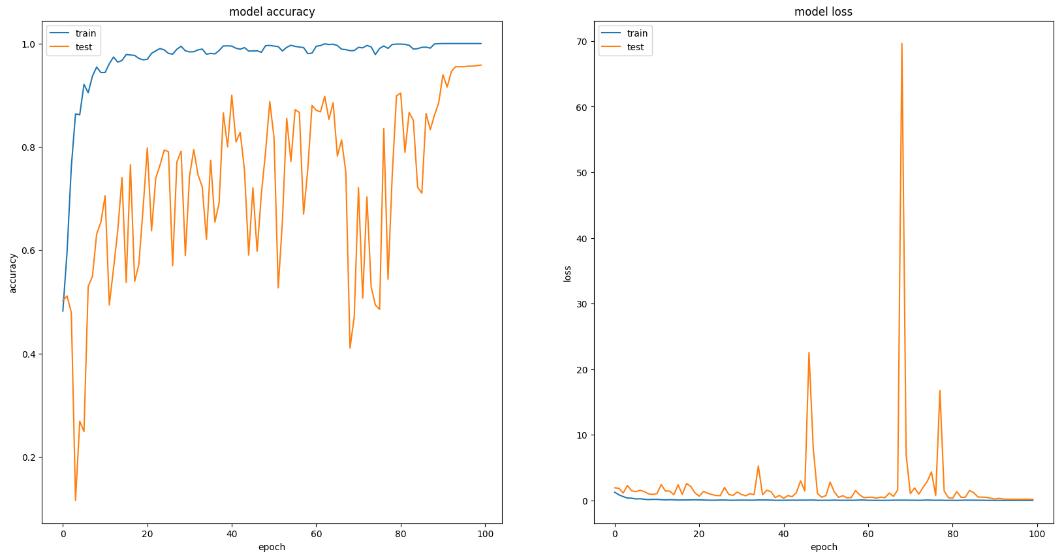 model accuracy
train
test
1.0
0.8
0.6
0.4
0.2
accuracy
0 20 40 60 80 100
epoch
model loss
train
test
70
60
50
40
30
20
10
0
loss
0 20 40 60 80 100
epoch